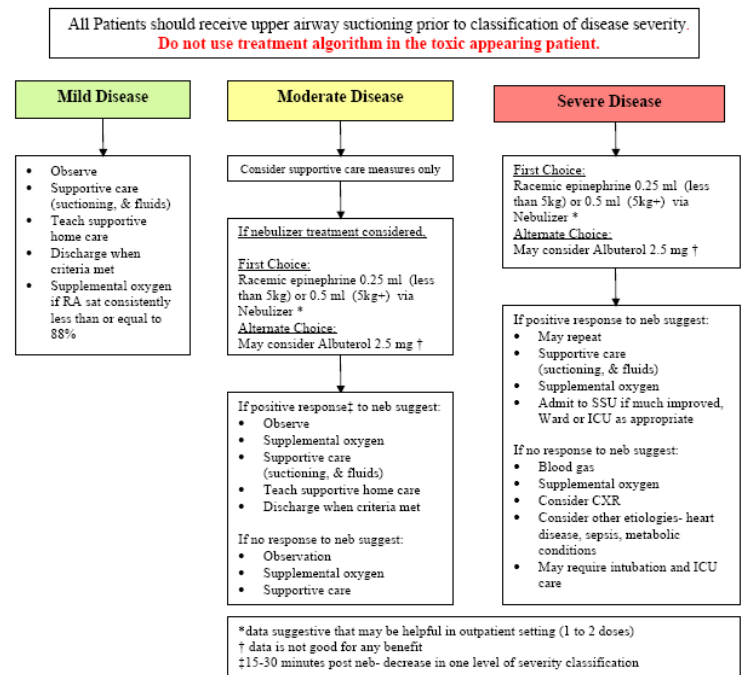 All Patients should receive upper airway suctioning prior to classification of disease severity.
Do not use treatment algorithm in the toxic appearing patient.
Mild Disease
• Observe
• Supportive care
(suctioning, & fluids)
• Teach supportive
home care
• Discharge when
criteria met
• Supplemental oxygen
if RA sat consistently
less than or equal to
88%
Moderate Disease
Consider supportive care measures only
If nebulizer treatment considered,
First Choice:
Racemic epinephrine 0.25 ml (less
than 5kg) or 0.5 ml (5kg+) via
Nebulizer *
Alternate Choice:
May consider Albuterol 2.5 mg †
If positive response‡ to neb suggest:
• Observe
• Supplemental oxygen
• Supportive care
(suctioning, & fluids)
• Teach supportive home care
• Discharge when criteria met
If no response to neb suggest:
• Observation
• Supplemental oxygen
• Supportive care
Severe Disease
First Choice:
Racemic epinephrine 0.25 ml (less
than 5kg) or 0.5 ml (5kg+) via
Nebulizer *
Alternate Choice:
May consider Albuterol 2.5 mg †
If positive response to neb suggest:
• May repeat
• Supportive care
(suctioning, & fluids)
• Supplemental oxygen
• Admit to SSU if much improved,
Ward or ICU as appropriate
If no response to neb suggest:
• Blood gas
• Supplemental oxygen
• Consider CXR
• Consider other etiologies- heart
disease, sepsis, metabolic
conditions
• May require intubation and ICU
care
*data suggestive that may be helpful in outpatient setting (1 to 2 doses)
† data is not good for any benefit
‡15-30 minutes post neb- decrease in one level of severity classification